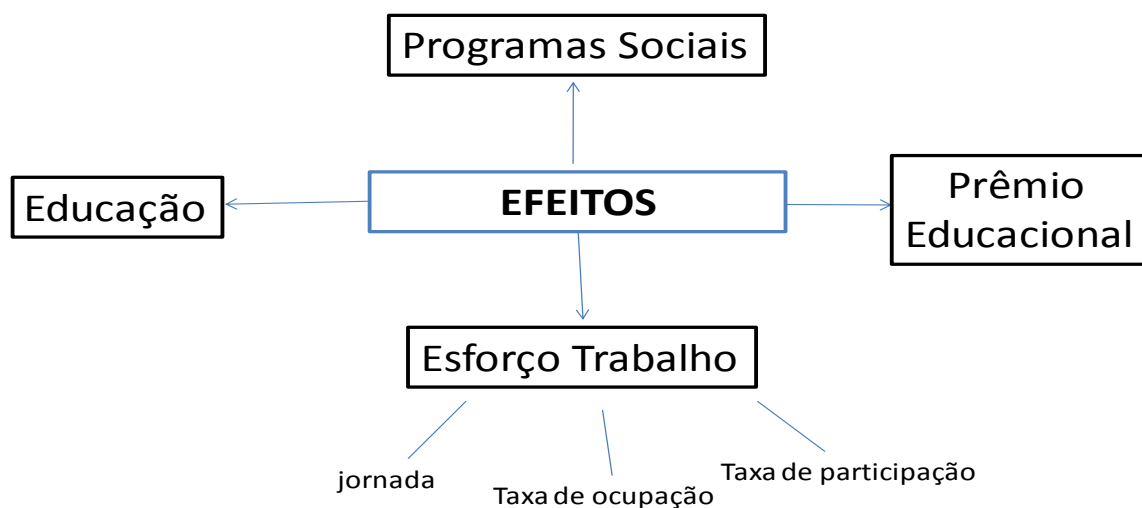 Programas Sociais
Educação
EFEITOS
Prêmio
Educacional
Esforço Trabalho
jornada
Taxa de ocupação
Taxa de participação